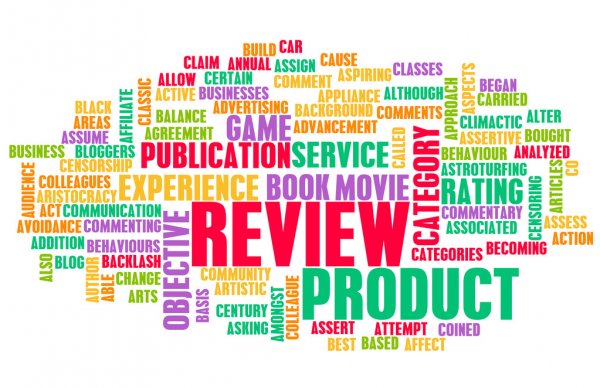 BUILD
CAR
CLAIM
ANNUAL
ASSIGN
CAUSE
ALLOW
CERTAIN
COMMENT
ASPIRING
CLASSES
CLASSIC
ACTIVE
BUSINESSES
APPLIANCE
ALTHOUGH
APPROACH
ASPECTS
BEGAN
CARRIED
BLACK
AREAS
AFFILIATE
BALANCE
ADVERTISING
BACKGROUND
COMMENTS
CLIMACTIC
ALTER
ASSUME
AGREEMENT
GAME
ADVANCEMENT
CALLED
ASSERTIVE
BOUGHT
BUSINESS
BLOGGERS
PUBLICATION
SERVICE
CATEGORY
BEHAVIOUR
ANALYZED
CENSORSHIP
ASTROTURFING
CO
AUDIENCE
COLLEAGUES
EXPERIENCE
BOOK
MOVIE
RATING
CENSORING
ARTICLES
ARISTOCRACY
ACT
COMMUNICATION
OBJECTIVE
REVIEW
COMMENTARY
ASSESS
AVOIDANCE
COMMENTING
ASSOCIATED
ACTION
ADDITION
BEHAVIOURS
CATEGORIES
BECOMING
ALSO
BLOG
AUTHOR
BACKLASH
COMMUNITY
PRODUCT
ABLE
CHANGE
ARTISTIC
ARTS
BASIS
CENTURY
AMONGST
COLLEAGUE
ASKING
ASSERT
ATTEMPT
COINED
BEST
BASED
AFFECT